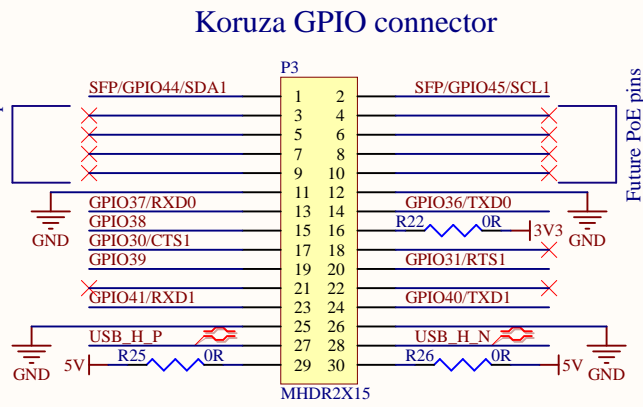 Koruza GPIO connector
P3
SFP/GPIO44/SDA1 1 2 SFP/GPIO45/SCL1
3 4
5 6
7 8
9 10
Future PoE pins
11 12
GND GND
GPIO37/RXD0 13 14 GPIO36/TXD0
GPIO38 15 16 R22 0R 3V3
GPIO30/CTS1 17 18
GPIO39 19 20 GPIO31/RTS1
21 22
GPIO41/RXD1 23 24 GPIO40/TXD1
25 26
GND GND
USB_H_P 27 28 USB_H_N
5V R25 0R 29 30 R26 0R 5V
MHDR2X15